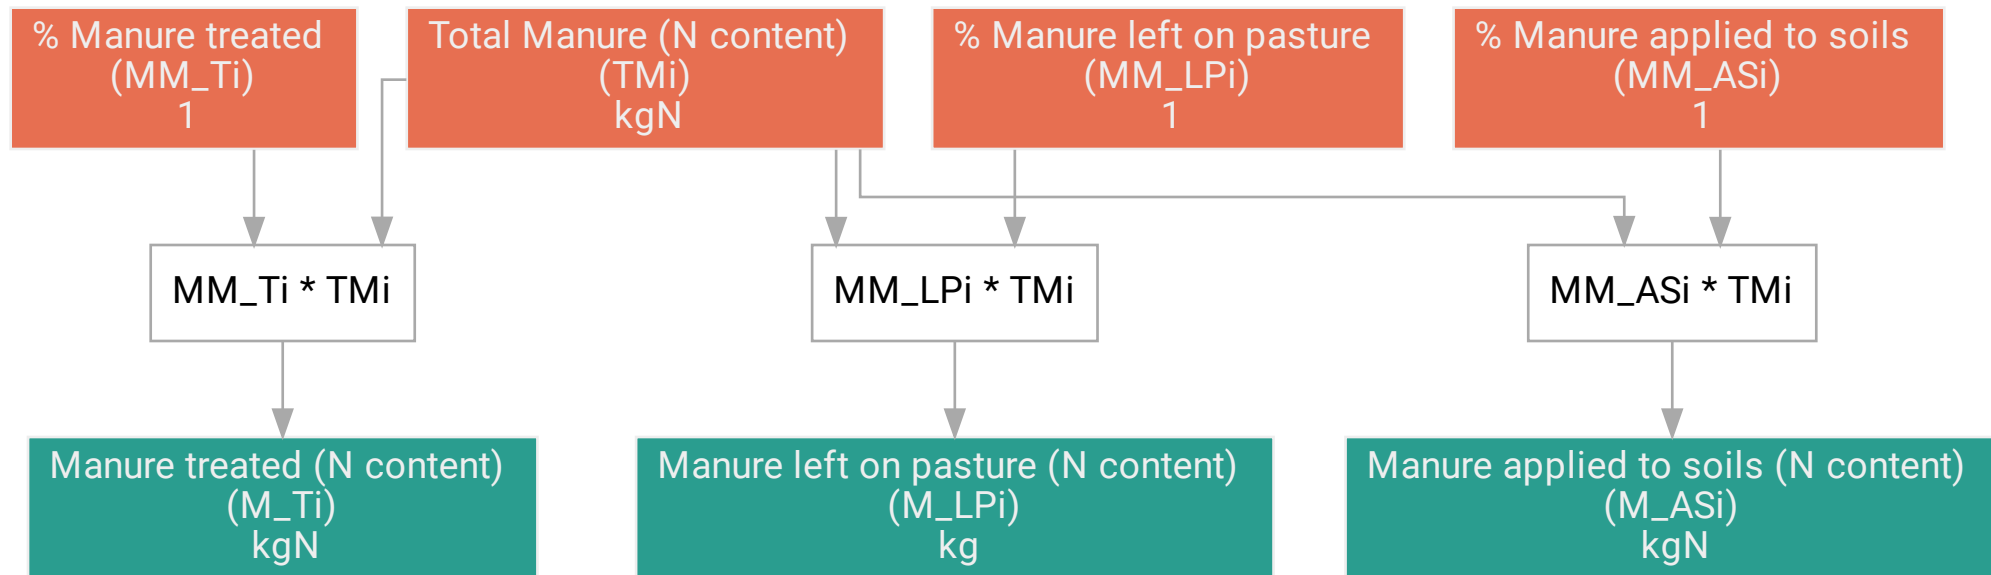 % Manure treated
(MM_Ti)
1
Total Manure (N content)
(TMi)
kgN
% Manure left on pasture
(MM_LPi)
1
% Manure applied to soils
(MM_ASi)
1
MM_Ti * TMi
MM_LPi * TMi
MM_ASi * TMi
Manure treated (N content)
(M_Ti)
kgN
Manure left on pasture (N content)
(M_LPi)
kg
Manure applied to soils (N content)
(M_ASi)
kgN